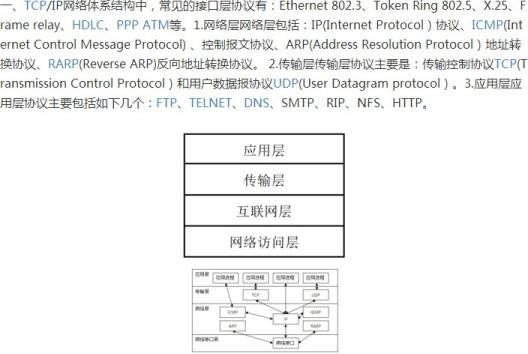 一、TCP/IP网络体系结构中，常见的接口层协议有：Ethernet 802.3、Token Ring 802.5、X.25、F
rame relay、HDLC、PPP ATM等。1.网络层网络层包括：IP(Internet Protocol）协议、ICMP(Int
ernet Control Message Protocol) 、控制报文协议、ARP(Address Resolution Protocol）地址转
换协议、RARP(Reverse ARP)反向地址转换协议。 2.传输层传输层协议主要是：传输控制协议TCP(T
ransmission Control Protocol）和用户数据报协议UDP(User Datagram protocol）。3.应用层应
用层协议主要包括如下几个：FTP、TELNET、DNS、SMTP、RIP、NFS、HTTP。
应用层
传输层
互联网层
网络访问层
应用层 应用进程 应用进程 应用进程 应用进程
传输层 TCP UDP
网络层 ICMP IP IGMP
ARP RARP
网络接口层 网络接口